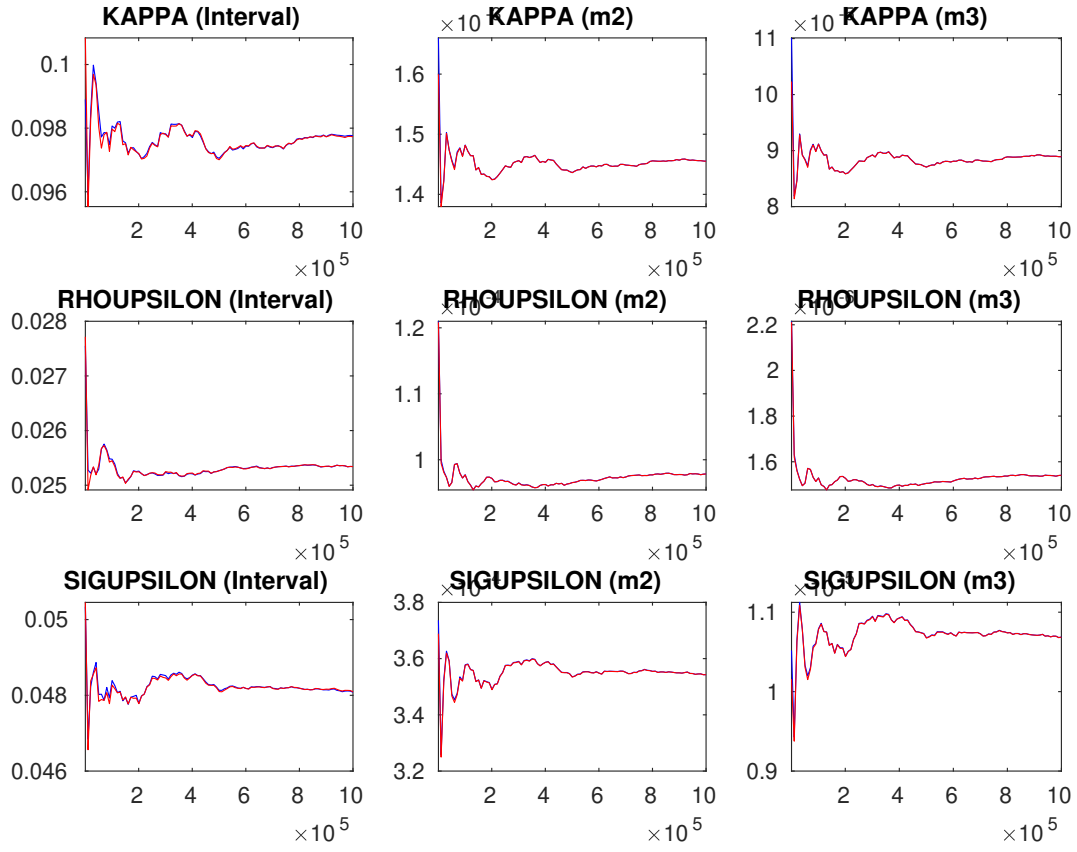 KAPPA (Interval)
0.1
0.098
0.096
2 4 6 8 10
×10 5
KAPPA (m2)
1.6
1.5
1.4
2 4 6 8 10
×10 5
KAPPA (m3)
11
10
9
8
2 4 6 8 10
×10 5
RHOUPSILON (Interval)
0.028
0.027
0.026
0.025
2 4 6 8 10
×10 5
RHOUPSILON (m2)
1.2
1.1
1
2 4 6 8 10
×10 5
RHOUPSILON (m3)
2.2
2
1.8
1.6
2 4 6 8 10
×10 5
SIGUPSILON (Interval)
0.05
0.048
0.046
2 4 6 8 10
×10 5
SIGUPSILON (m2)
3.8
3.6
3.4
3.2
2 4 6 8 10
×10 5
SIGUPSILON (m3)
1.1
1
0.9
2 4 6 8 10
×10 5